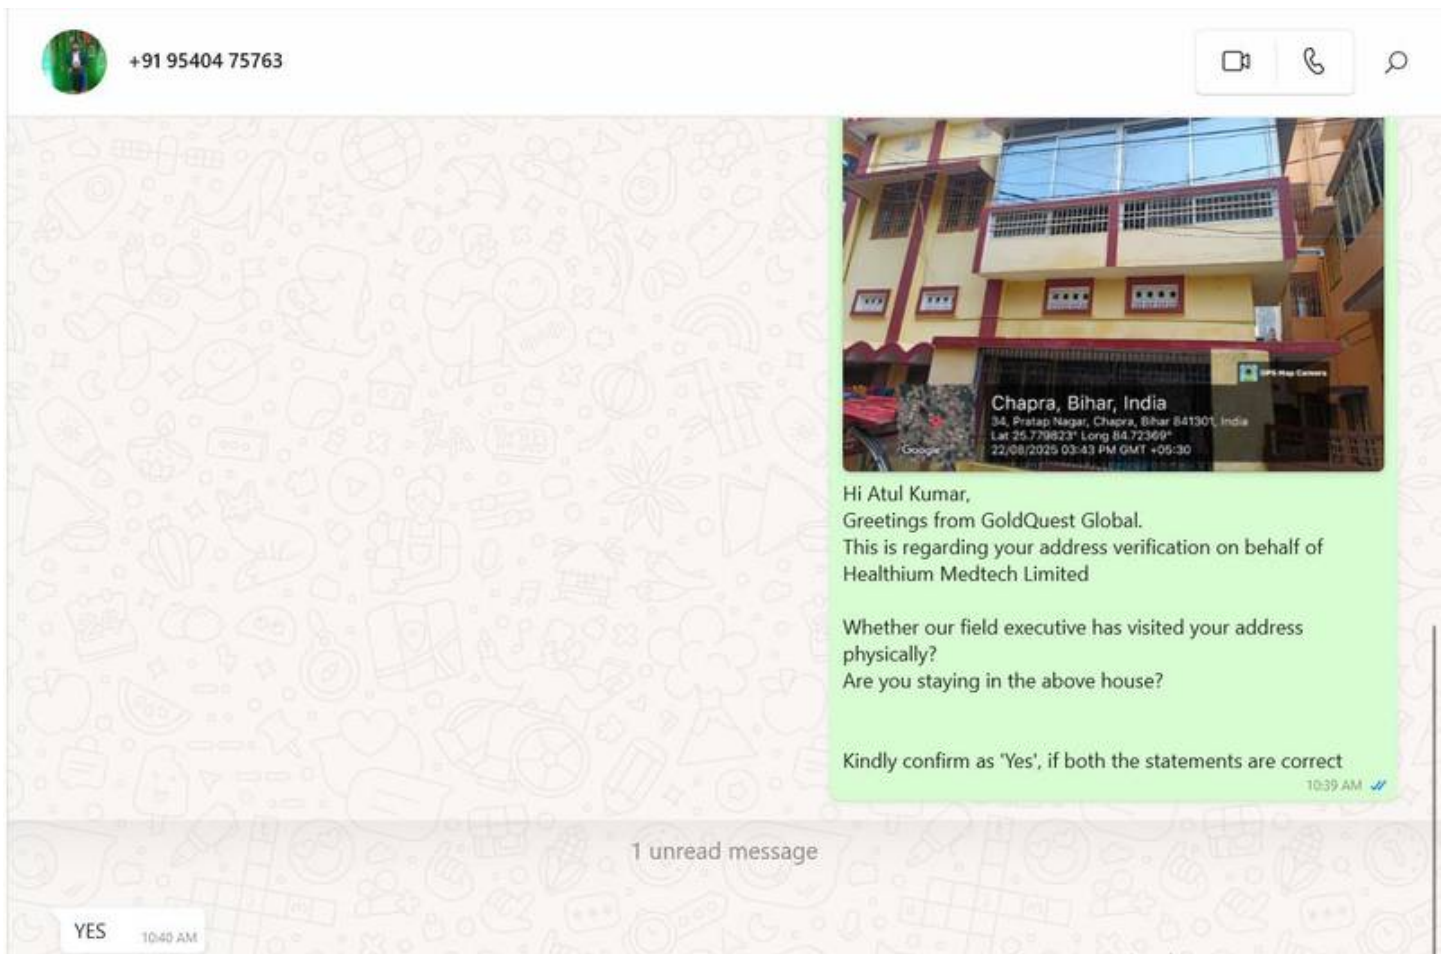 +91 95404 75763
GPS Map Camera
Chapra, Bihar, India
34, Pratap Nagar, Chapra, Bihar 841301, India
Lat 25.779823° Long 84.72369°
22/08/2025 03:43 PM GMT +05:30
Google
Hi Atul Kumar,
Greetings from GoldQuest Global.
This is regarding your address verification on behalf of
Healthium Medtech Limited
Whether our field executive has visited your address
physically?
Are you staying in the above house?
Kindly confirm as 'Yes', if both the statements are correct
10:39 AM
1 unread message
YES
10:40 AM